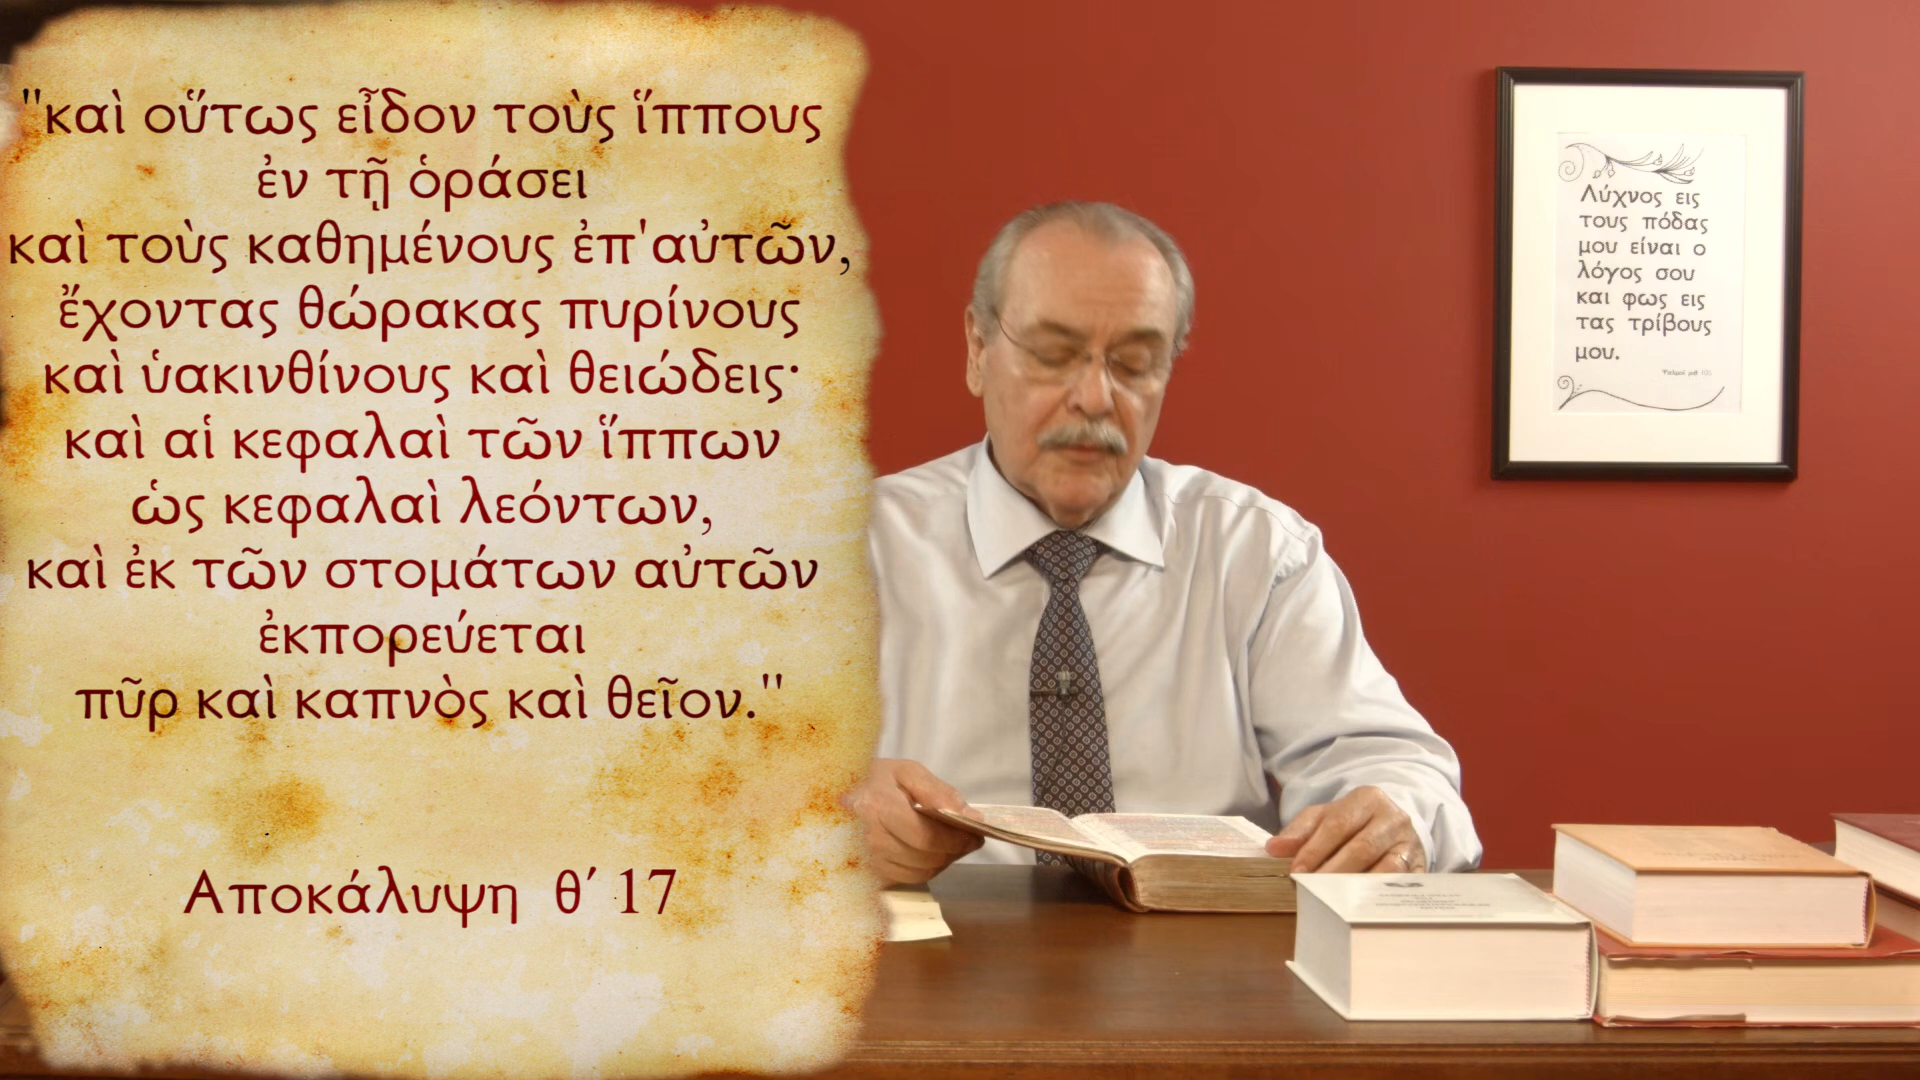 "καὶ οὕτως εἶδον τοὺς ἵππους
ἐν τῇ ὁράσει
καὶ τοὺς καθημένους ἐπ'αὐτῶν,
ἔχοντας θώρακας πυρίνους
καὶ ὑακινθίνους καὶ θειώδεις·
καὶ αἱ κεφαλαὶ τῶν ἵππων
ὡς κεφαλαὶ λεόντων,
καὶ ἐκ τῶν στομάτων αὐτῶν
ἐκπορεύεται
πῦρ καὶ καπνὸς καὶ θεῖον."
Αποκάλυψη θ΄ 17
Λύχνος εις
τους πόδας
μου είναι ο
λόγος σου
και φως εις
τας τρίβους
μου.